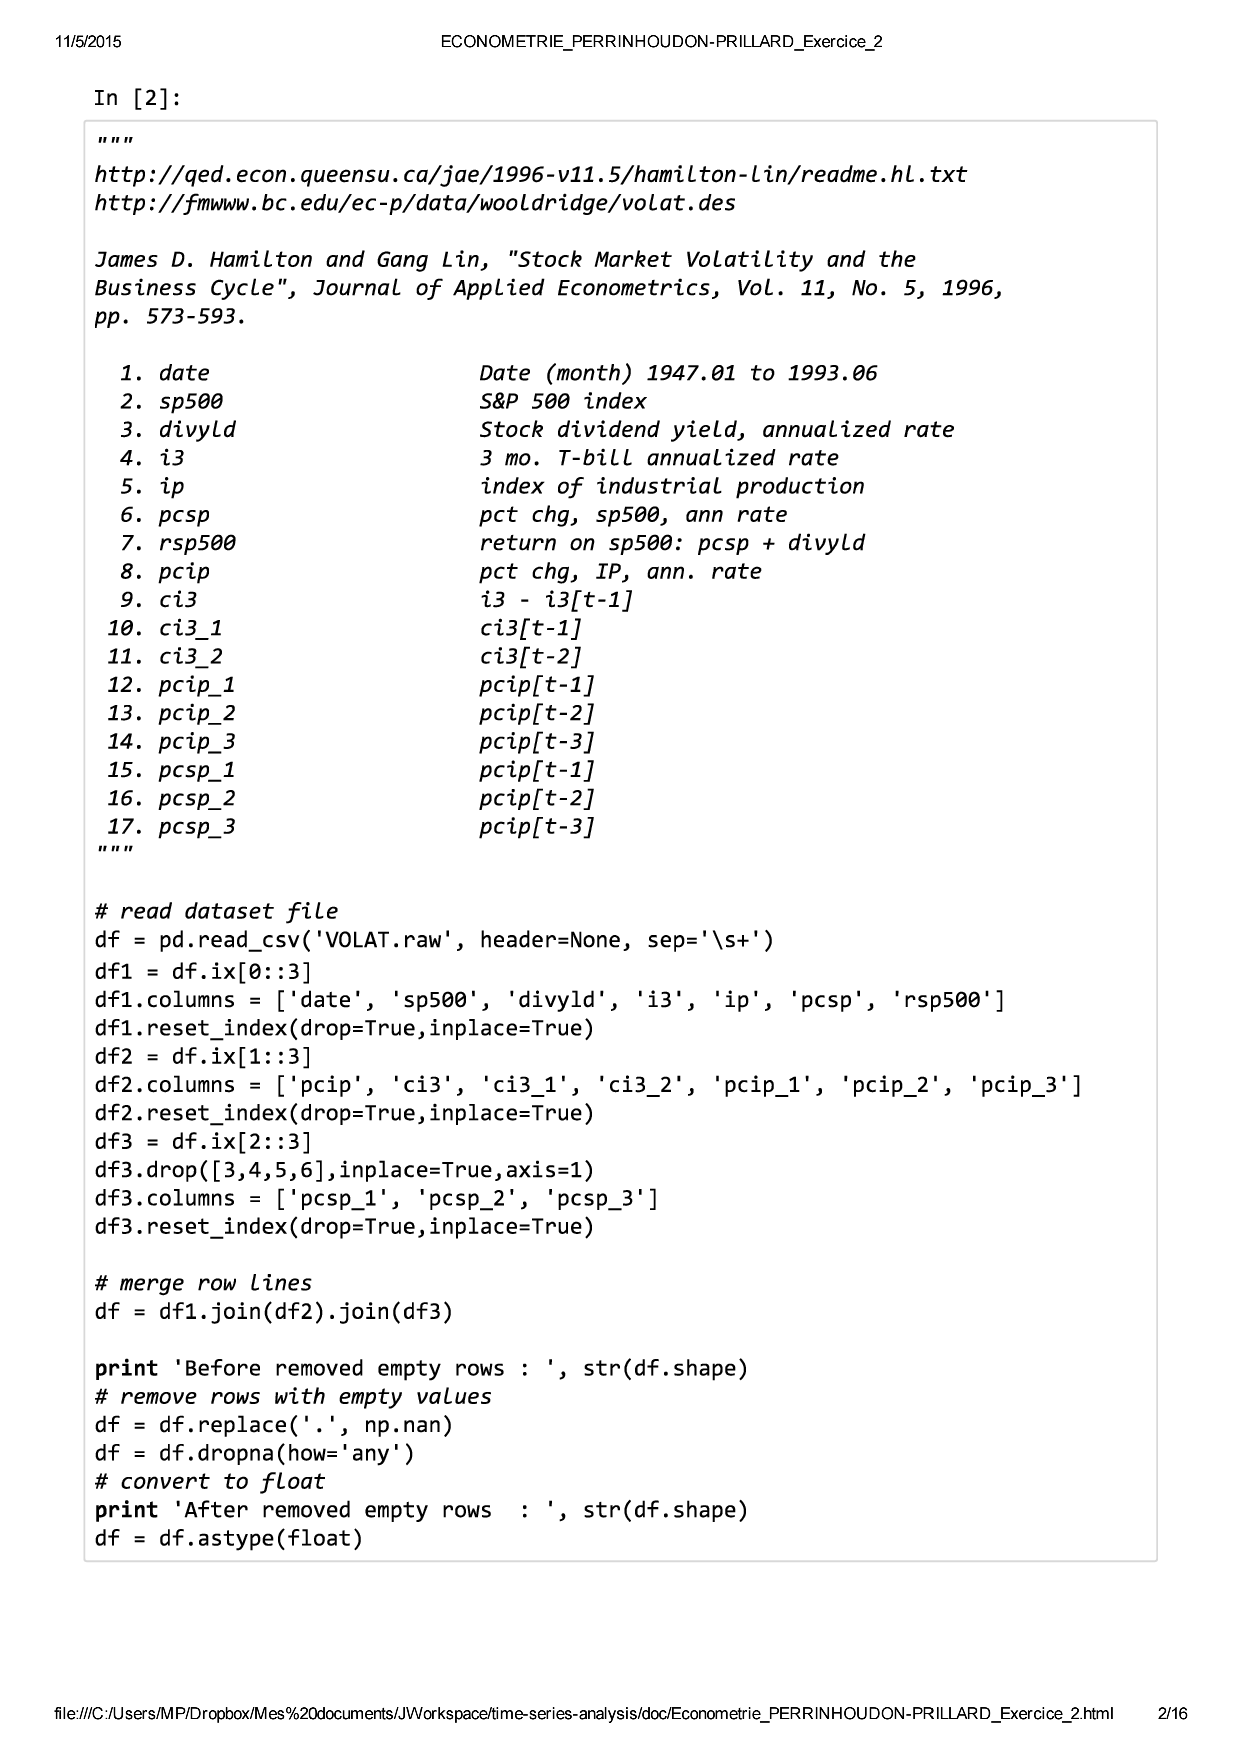 11/5/2015 ECONOMETRIE_PERRINHOUDON-PRILLARD_Exercice_2
In [2]:
"""
http://qed.econ.queensu.ca/jae/1996-v11.5/hamilton-lin/readme.hl.txt
http://fmwww.bc.edu/ec-p/data/wooldridge/volat.des

James D. Hamilton and Gang Lin, "Stock Market Volatility and the
Business Cycle", Journal of Applied Econometrics, Vol. 11, No. 5, 1996,
pp. 573-593.

  1. date                     Date (month) 1947.01 to 1993.06
  2. sp500                    S&P 500 index
  3. divyld                   Stock dividend yield, annualized rate
  4. i3                       3 mo. T-bill annualized rate
  5. ip                       index of industrial production
  6. pcsp                     pct chg, sp500, ann rate
  7. rsp500                   return on sp500: pcsp + divyld
  8. pcip                     pct chg, IP, ann. rate
  9. ci3                      i3 - i3[t-1]
 10. ci3_1                    ci3[t-1]
 11. ci3_2                    ci3[t-2]
 12. pcip_1                   pcip[t-1]
 13. pcip_2                   pcip[t-2]
 14. pcip_3                   pcip[t-3]
 15. pcsp_1                   pcip[t-1]
 16. pcsp_2                   pcip[t-2]
 17. pcsp_3                   pcip[t-3]
"""

# read dataset file
df = pd.read_csv('VOLAT.raw', header=None, sep='\s+')
df1 = df.ix[0::3]
df1.columns = ['date', 'sp500', 'divyld', 'i3', 'ip', 'pcsp', 'rsp500']
df1.reset_index(drop=True,inplace=True)
df2 = df.ix[1::3]
df2.columns = ['pcip', 'ci3', 'ci3_1', 'ci3_2', 'pcip_1', 'pcip_2', 'pcip_3']
df2.reset_index(drop=True,inplace=True)
df3 = df.ix[2::3]
df3.drop([3,4,5,6],inplace=True,axis=1)
df3.columns = ['pcsp_1', 'pcsp_2', 'pcsp_3']
df3.reset_index(drop=True,inplace=True)

# merge row lines
df = df1.join(df2).join(df3)

print 'Before removed empty rows : ', str(df.shape)
# remove rows with empty values
df = df.replace('.', np.nan)
df = df.dropna(how='any')
# convert to float
print 'After removed empty rows  : ', str(df.shape)
df = df.astype(float)
file:///C:/Users/MP/Dropbox/Mes%20documents/JWorkspace/time-series-analysis/doc/Econometrie_PERRINHOUDON-PRILLARD_Exercice_2.html 2/16